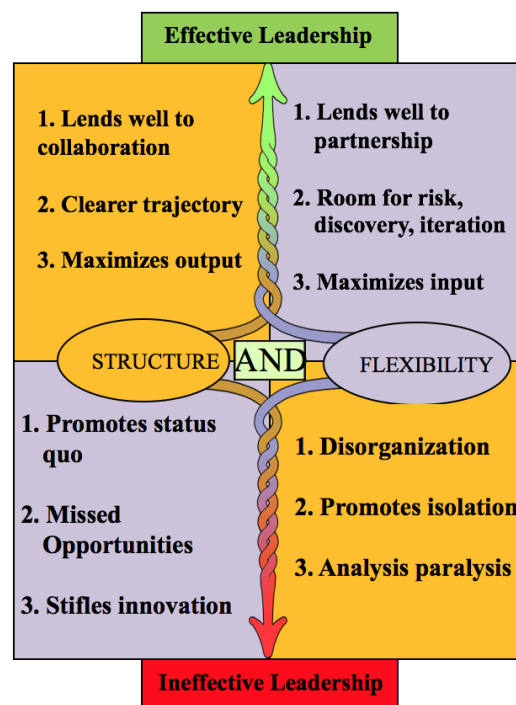 Effective Leadership
1. Lends well to
collaboration
2. Clearer trajectory
3. Maximizes output
1. Lends well to
partnership
2. Room for risk,
discovery, iteration
3. Maximizes input
STRUCTURE
AND
FLEXIBILITY
1. Promotes status
quo
2. Missed
Opportunities
3. Stifles innovation
1. Disorganization
2. Promotes isolation
3. Analysis paralysis
Ineffective Leadership